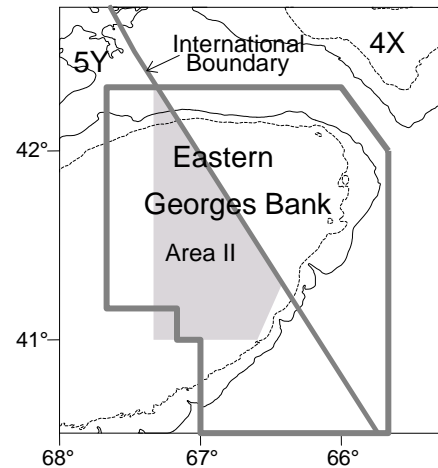 International
Boundary
5Y
4X
42°
Eastern
Georges Bank
Area II
41°
68°
67°
66°